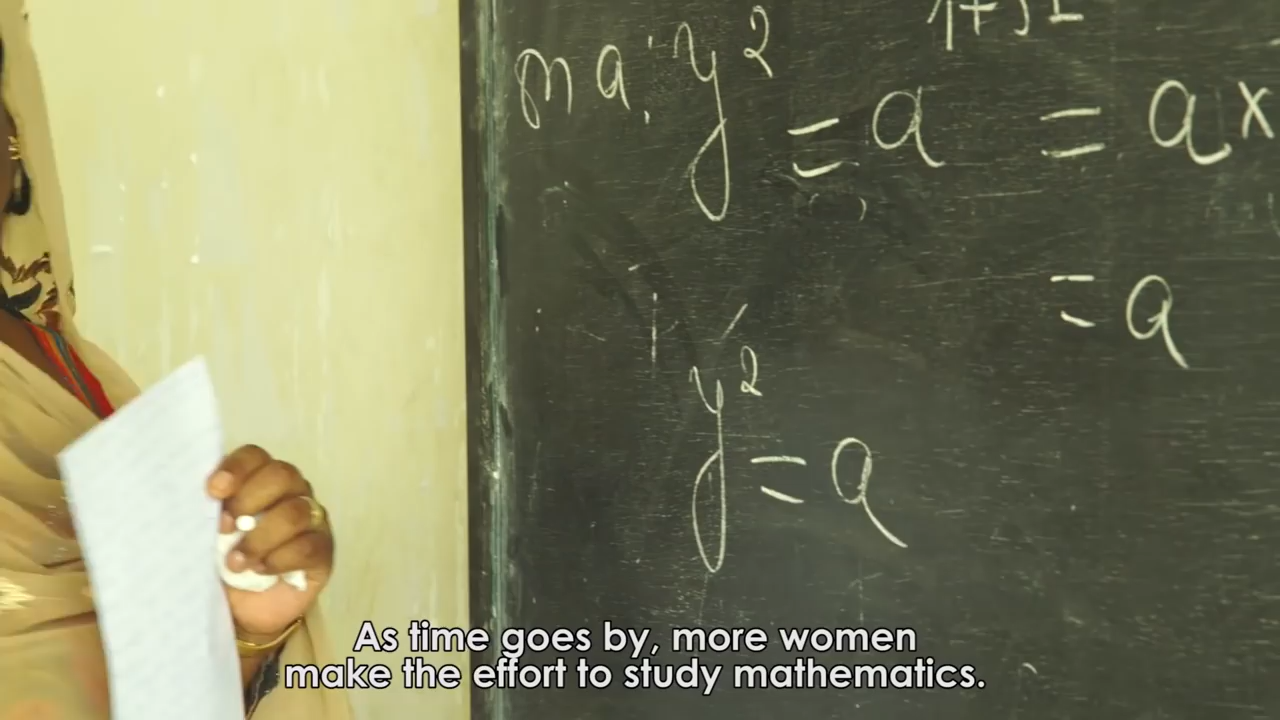 ma: y² = a = ax
= a
y² = a
As time goes by, more women
make the effort to study mathematics.